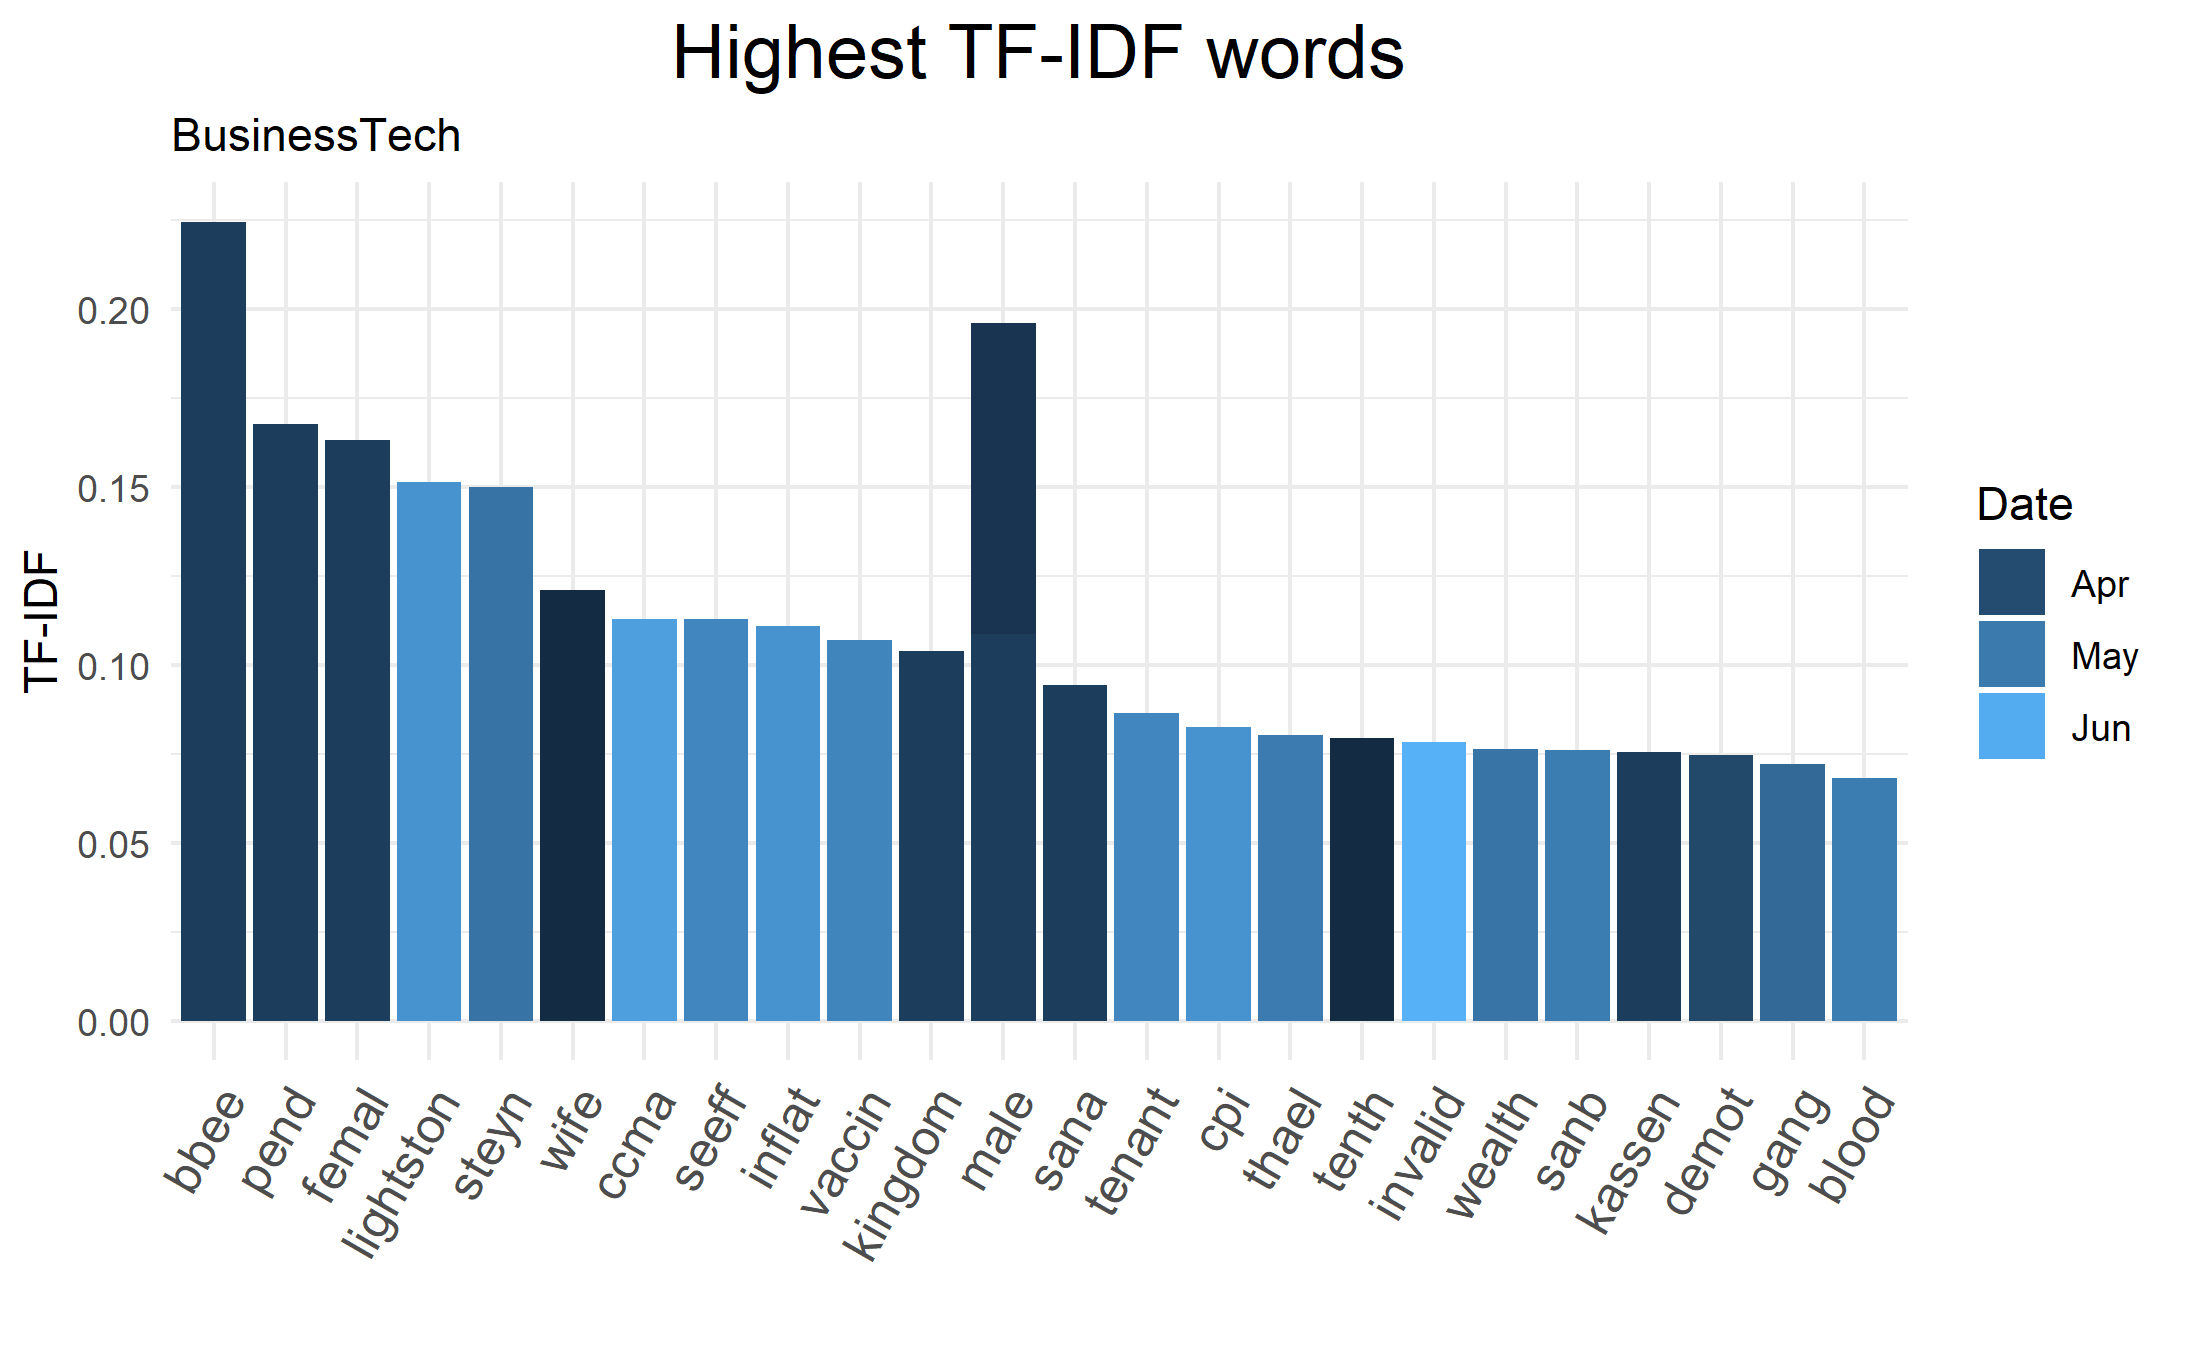 Highest TF-IDF words
BusinessTech
TF-IDF
0.20
0.15
0.10
0.05
0.00
bbee
pend
femal
lightston
steyn
wife
ccma
seeff
inflat
vaccin
kingdom
male
sana
tenant
cpi
thael
tenth
invalid
wealth
sanb
kassen
demot
gang
blood
Date
Apr
May
Jun